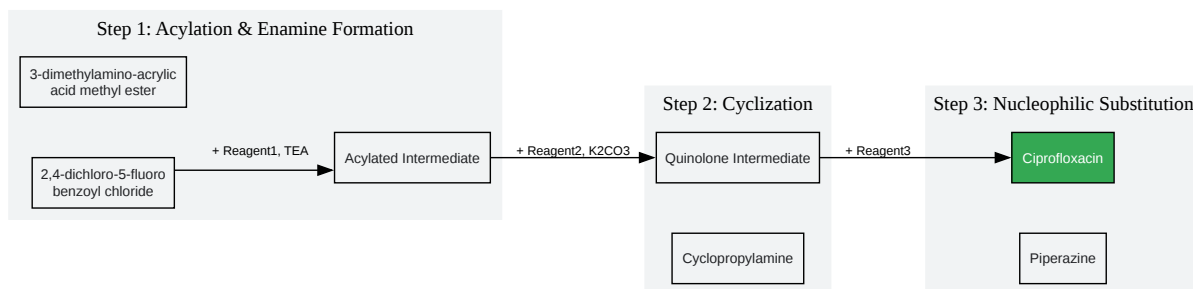 Step 1: Acylation & Enamine Formation
3-dimethylamino-acrylic
acid methyl ester
2,4-dichloro-5-fluoro
benzoyl chloride
+ Reagent1, TEA
Acylated Intermediate
+ Reagent2, K2CO3
Step 2: Cyclization
Quinolone Intermediate
Cyclopropylamine
+ Reagent3
Step 3: Nucleophilic Substitution
Ciprofloxacin
Piperazine